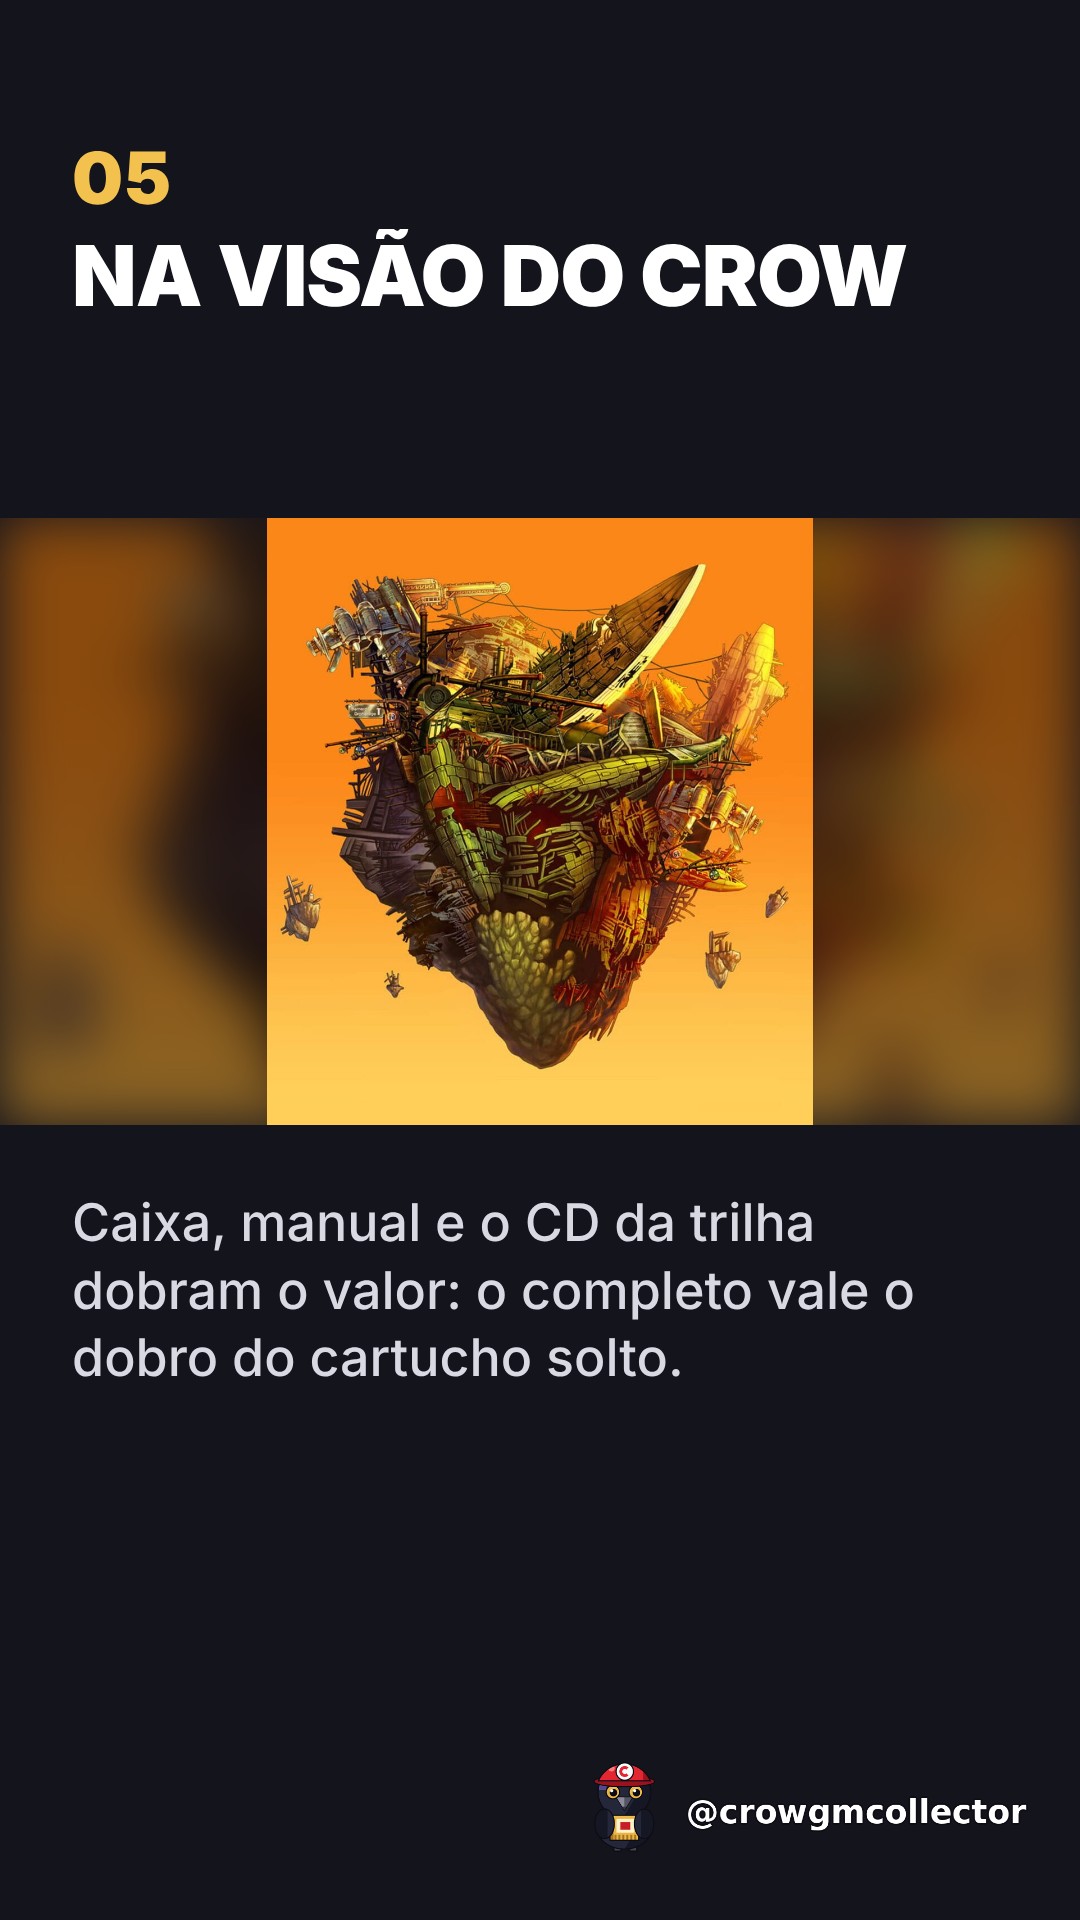 05
NA VISÃO DO CROW
Caixa, manual e o CD da trilha
dobram o valor: o completo vale o
dobro do cartucho solto.
C
@crowgmcollector